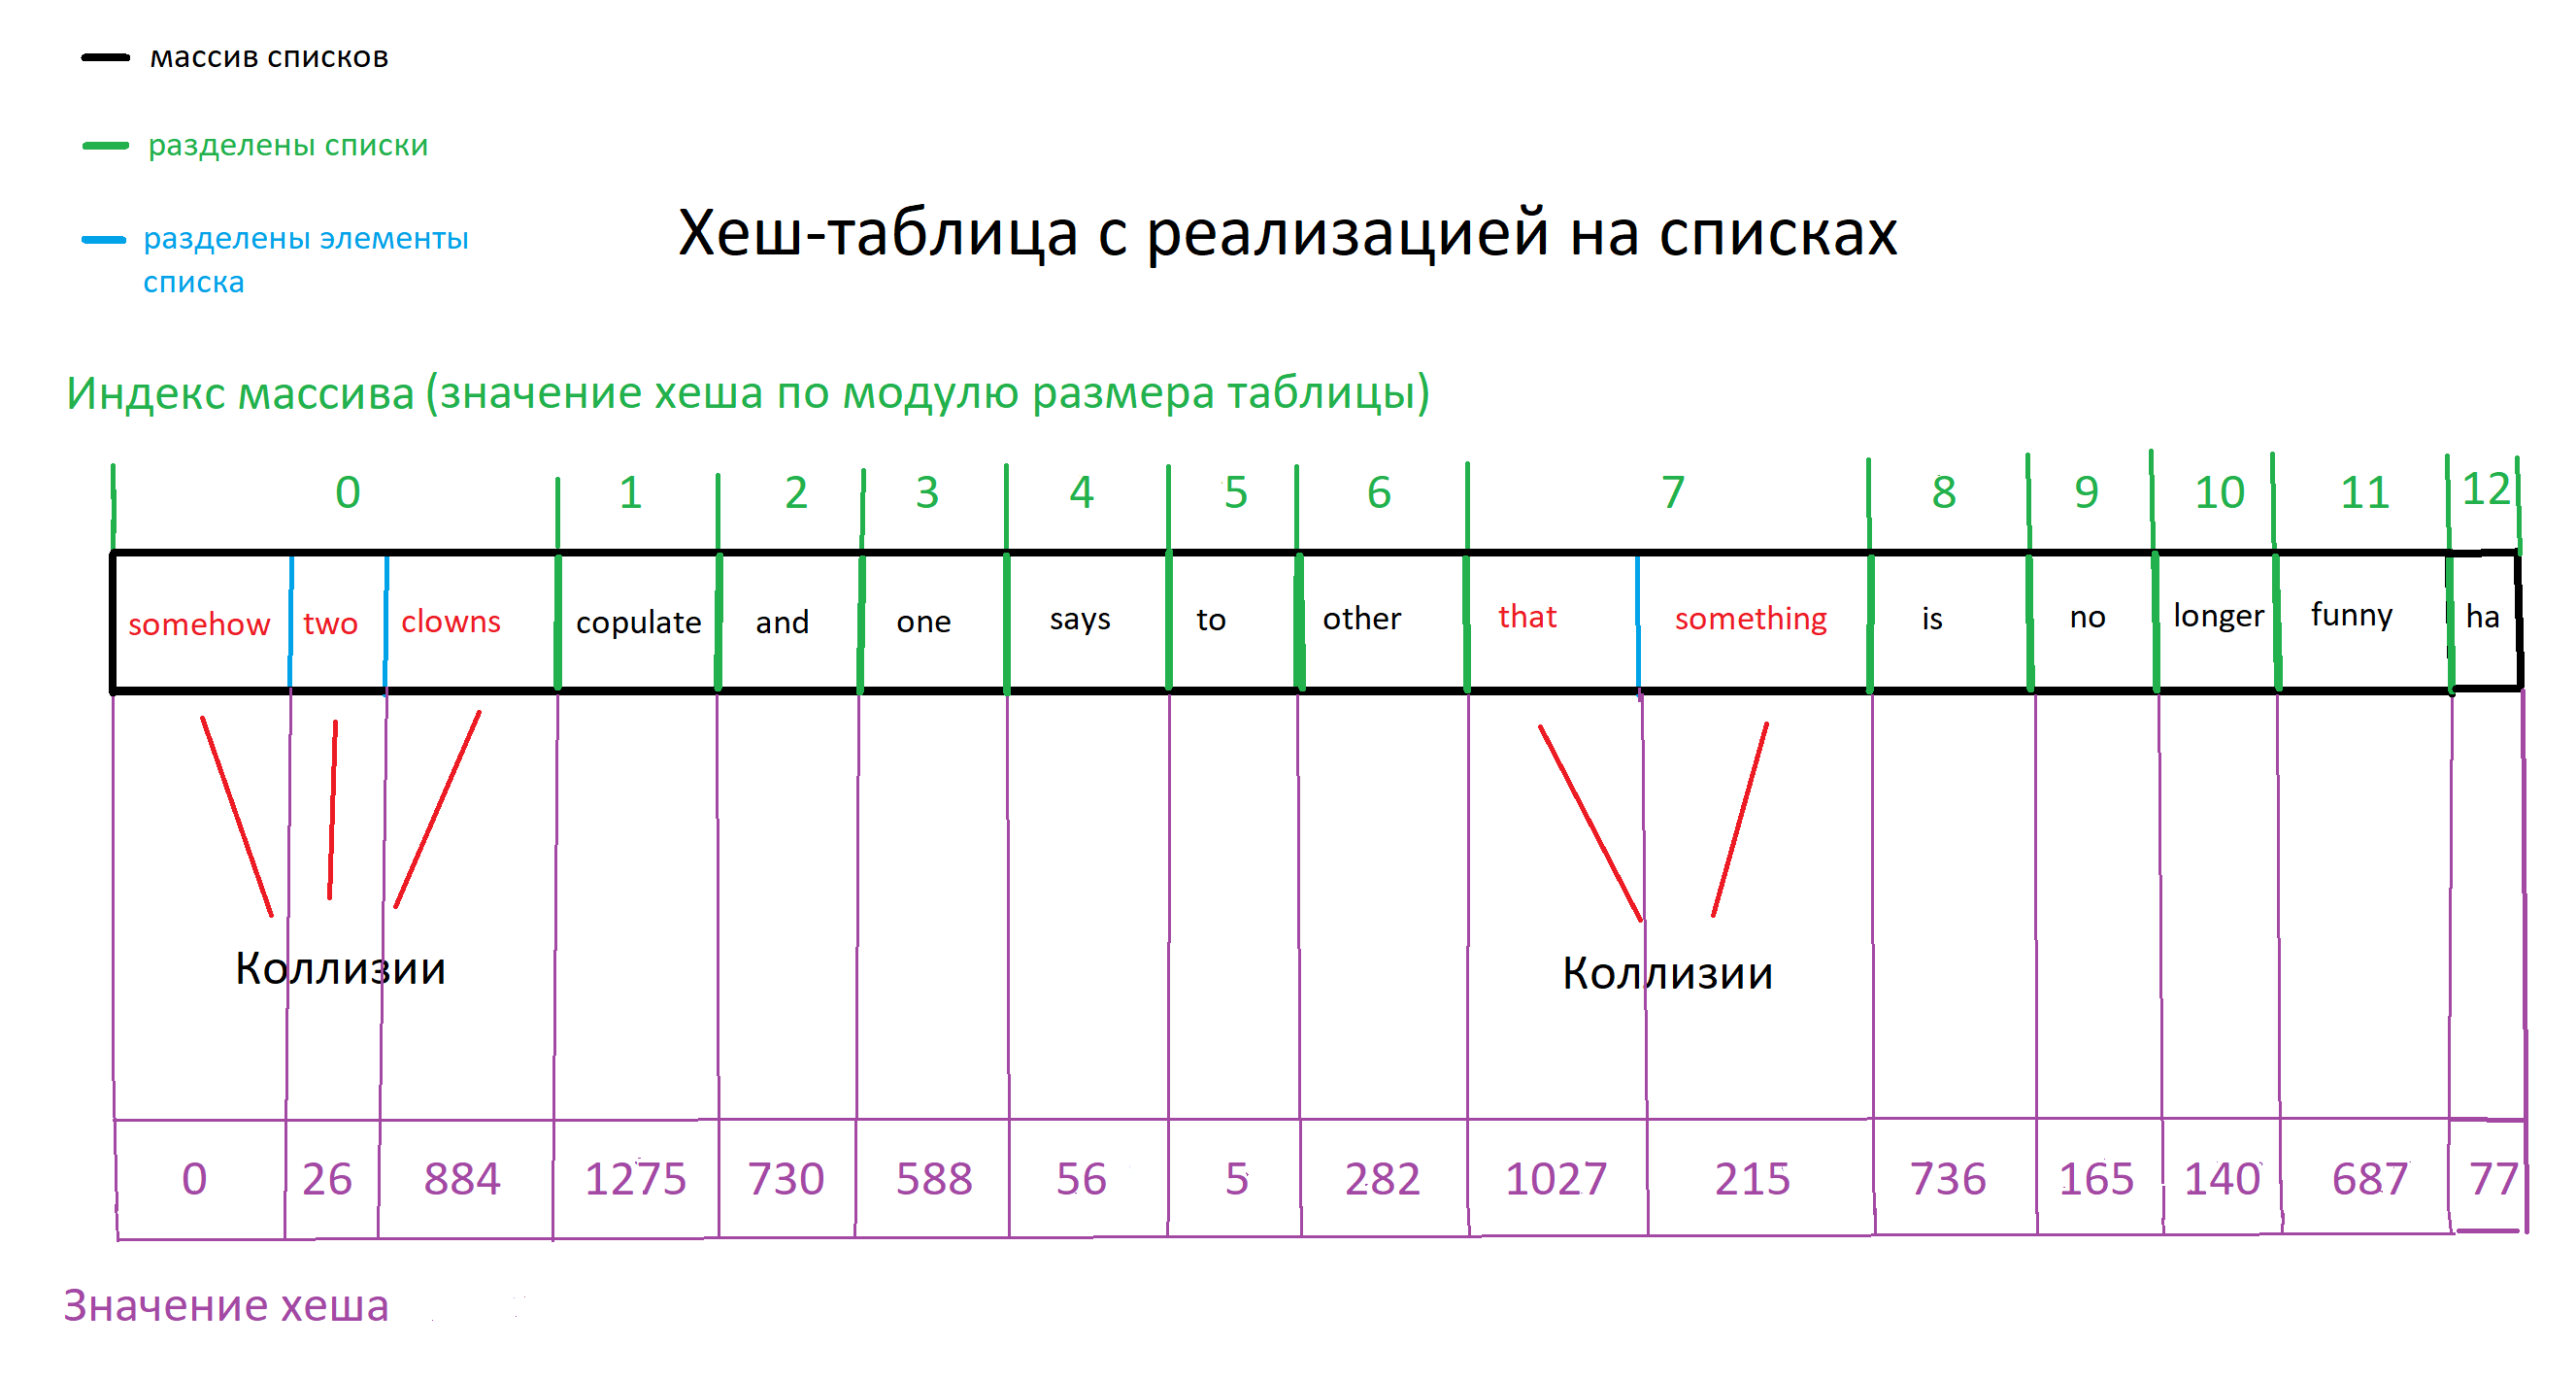 массив списков
разделены списки
разделены элементы
списка
Хеш-таблица с реализацией на списках
Индекс массива (значение хеша по модулю размера таблицы)
0 1 2 3 4 5 6 7 8 9 10 11 12
somehow two clowns copulate and one says to other that something is no longer funny ha
Коллизии Коллизии
0 26 884 1275 730 588 56 5 282 1027 215 736 165 140 687 77
Значение хеша